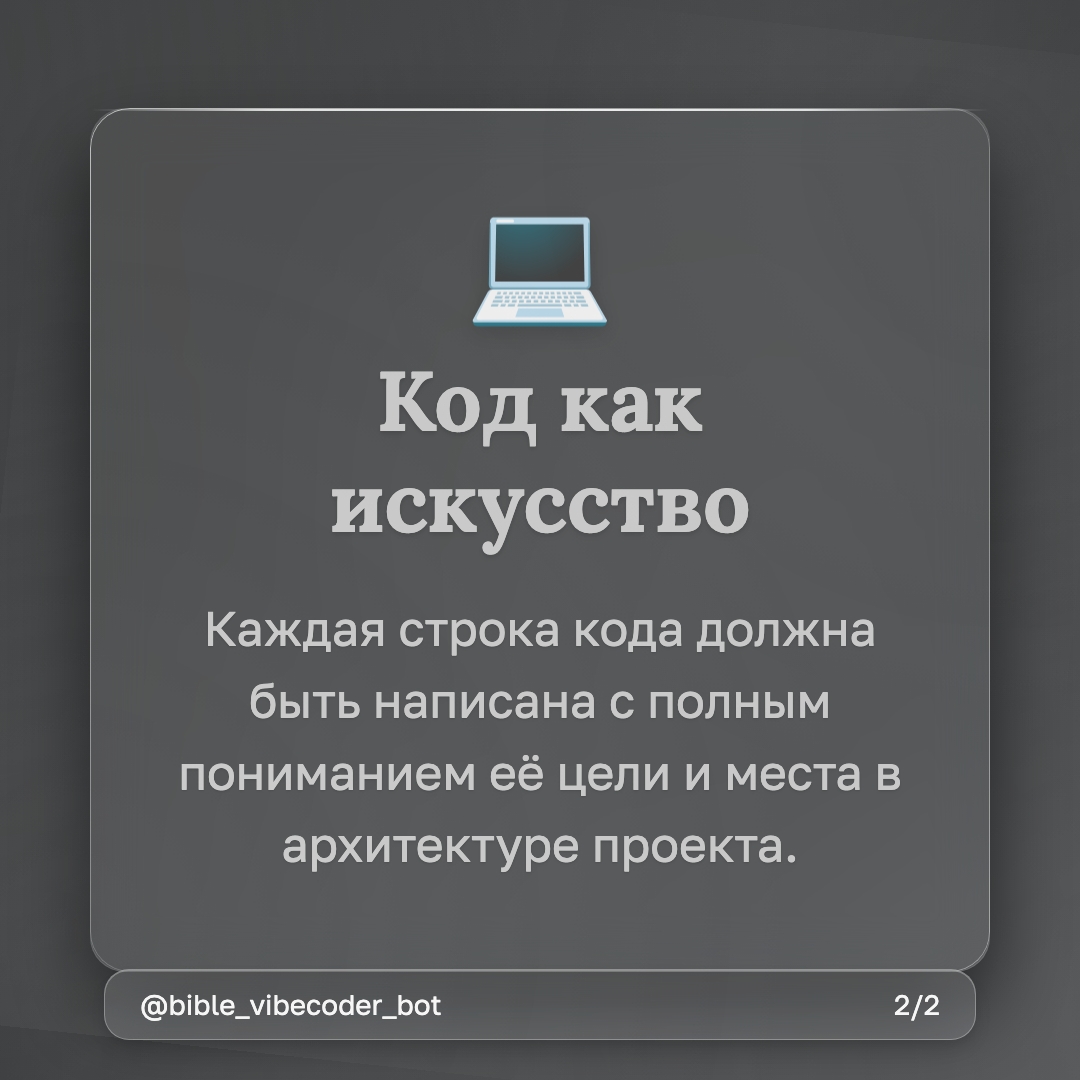 Код как
искусство
Каждая строка кода должна
быть написана с полным
пониманием её цели и места в
архитектуре проекта.
@bible_vibecoder_bot 2/2